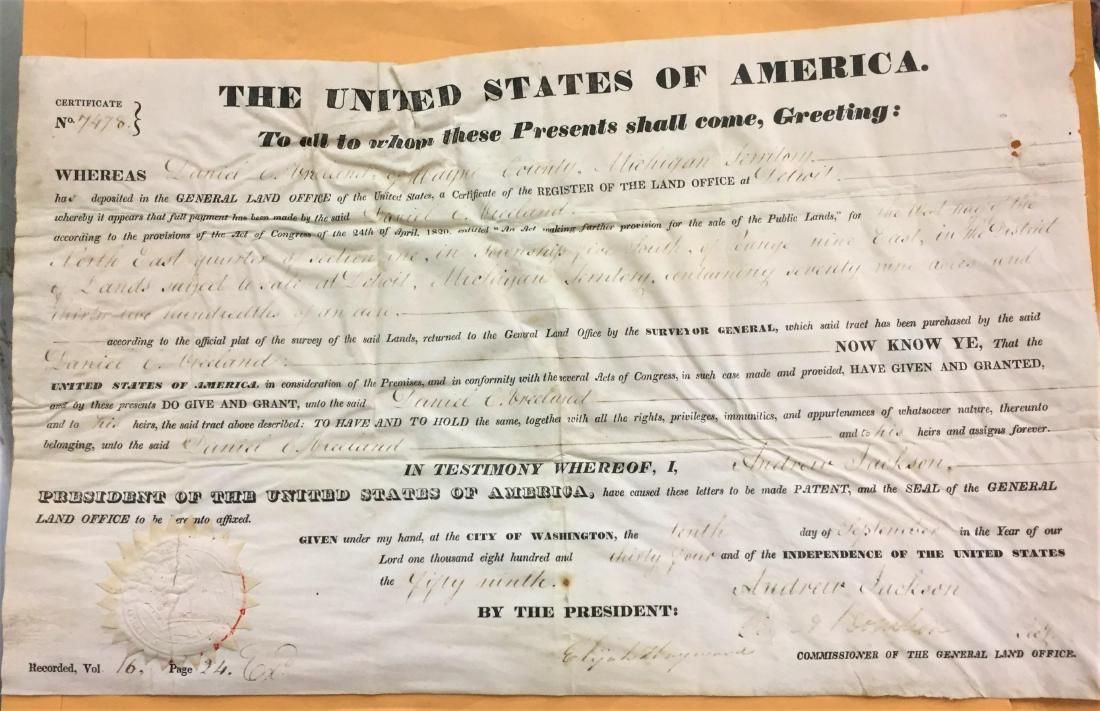 THE UNITED STATES OF AMERICA.
CERTIFICATE
No. 7478.
To all to whom these Presents shall come, Greeting:
WHEREAS Daniel C. Vreeland of Wayne County, Michigan Territory
has deposited in the GENERAL LAND OFFICE of the United States, a Certificate of the REGISTER OF THE LAND OFFICE at Detroit
whereby it appears that full payment has been made by the said Daniel C. Vreeland
according to the provisions of the Act of Congress of the 24th of April, 1820, entitled "An Act making further provision for the sale of the Public Lands," for the West half of the
North East quarter of Section in Township five South of Range nine East, in the District
of Lands subject to sale at Detroit, Michigan Territory, containing seventy nine acres and
thirty two hundredths of an acre.
according to the official plat of the survey of the said Lands, returned to the General Land Office by the SURVEYOR GENERAL, which said tract has been purchased by the said
Daniel C. Vreeland: NOW KNOW YE, That the
UNITED STATES OF AMERICA, in consideration of the Premises, and in conformity with the several Acts of Congress, in such case made and provided, HAVE GIVEN AND GRANTED,
and by these presents DO GIVE AND GRANT, unto the said Daniel C. Vreeland
and to his heirs, the said tract above described: TO HAVE AND TO HOLD the same, together with all the rights, privileges, immunities, and appurtenances of whatsoever nature, thereunto
belonging, unto the said Daniel C. Vreeland and to his heirs and assigns forever.
IN TESTIMONY WHEREOF, I, Andrew Jackson,
PRESIDENT OF THE UNITED STATES OF AMERICA, have caused these letters to be made PATENT, and the SEAL of the GENERAL
LAND OFFICE to be hereunto affixed.
GIVEN under my hand, at the CITY OF WASHINGTON, the tenth day of September in the Year of our
Lord one thousand eight hundred and thirty four and of the INDEPENDENCE OF THE UNITED STATES
the fifty ninth. Andrew Jackson
BY THE PRESIDENT:
Donelson Secy.
Elijah Hayward COMMISSIONER OF THE GENERAL LAND OFFICE.
Recorded, Vol 16, Page 24.